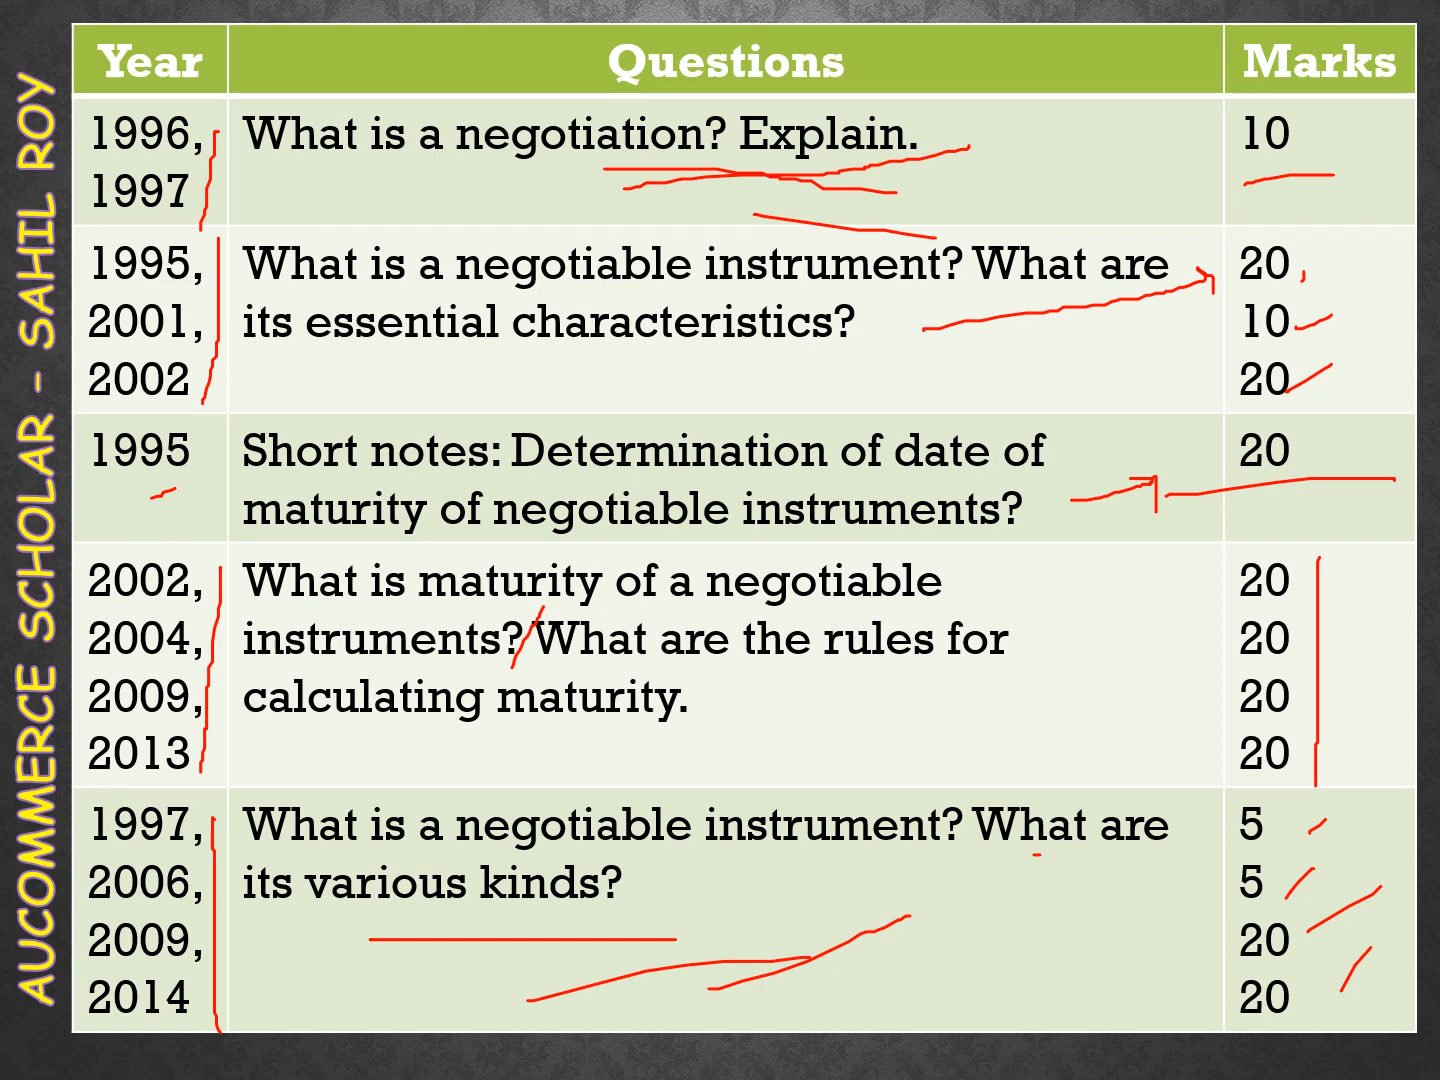 AUCOMMERCE SCHOLAR - SAHIL ROY
Year Questions Marks
1996, What is a negotiation? Explain. 10
1997
1995, What is a negotiable instrument? What are 20
2001, its essential characteristics? 10
2002 20
1995 Short notes: Determination of date of 20
maturity of negotiable instruments?
2002, What is maturity of a negotiable 20
2004, instruments? What are the rules for 20
2009, calculating maturity. 20
2013 20
1997, What is a negotiable instrument? What are 5
2006, its various kinds? 5
2009, 20
2014 20